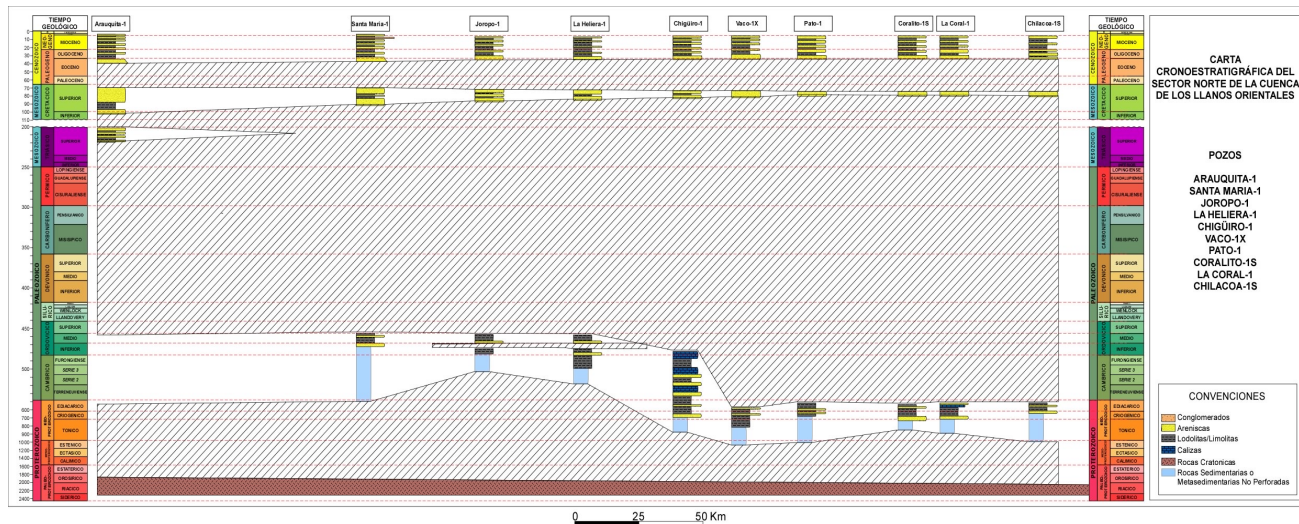 TIEMPO
GEOLÓGICO
Arauquita-1
Santa Maria-1
Joropo-1
La Heliera-1
Chigüiro-1
Vaco-1X
Pato-1
Coralito-1S
La Coral-1
Chilacoa-1S
TIEMPO
GEOLÓGICO
CENOZOICO
PALEOGENO
MIOCENO
OLIGOCENO
EOCENO
PALEOCENO
MESOZOICO
CRETACICO
SUPERIOR
INFERIOR
MESOZOICO
SUPERIOR
MEDIO
PALEOZOICO
PERMICO
LOPINGIENSE
GUADALUPIENSE
CISURALIENSE
CARBONIFERO
PENSILVANICO
MISISIPICO
DEVONICO
SUPERIOR
MEDIO
INFERIOR
SILURICO
WENLOCK
LLANDOVERY
ORDOVICICO
SUPERIOR
MEDIO
INFERIOR
CAMBRICO
FURONGIENSE
SERIE 3
SERIE 2
TERRENEUVIENSE
PROTEROZOICO
EDIACARICO
CRIOGENICO
TONICO
ESTENICO
ECTASICO
CALIMICO
ESTATERICO
OROSIRICO
RIACICO
SIDERICO
0
10
20
30
40
50
60
70
80
90
100
110
200
250
300
350
400
450
500
600
700
800
900
1000
1200
1400
1600
1800
2000
2200
2400
CARTA
CRONOESTRATIGRÁFICA DEL
SECTOR NORTE DE LA CUENCA
DE LOS LLANOS ORIENTALES
POZOS
ARAUQUITA-1
SANTA MARIA-1
JOROPO-1
LA HELIERA-1
CHIGÜIRO-1
VACO-1X
PATO-1
CORALITO-1S
LA CORAL-1
CHILACOA-1S
CONVENCIONES
Conglomerados
Areniscas
Lodolitas/Limolitas
Calizas
Rocas Cratonicas
Rocas Sedimentarias o
Metasedimentarias No Perforadas
0 25 50 Km